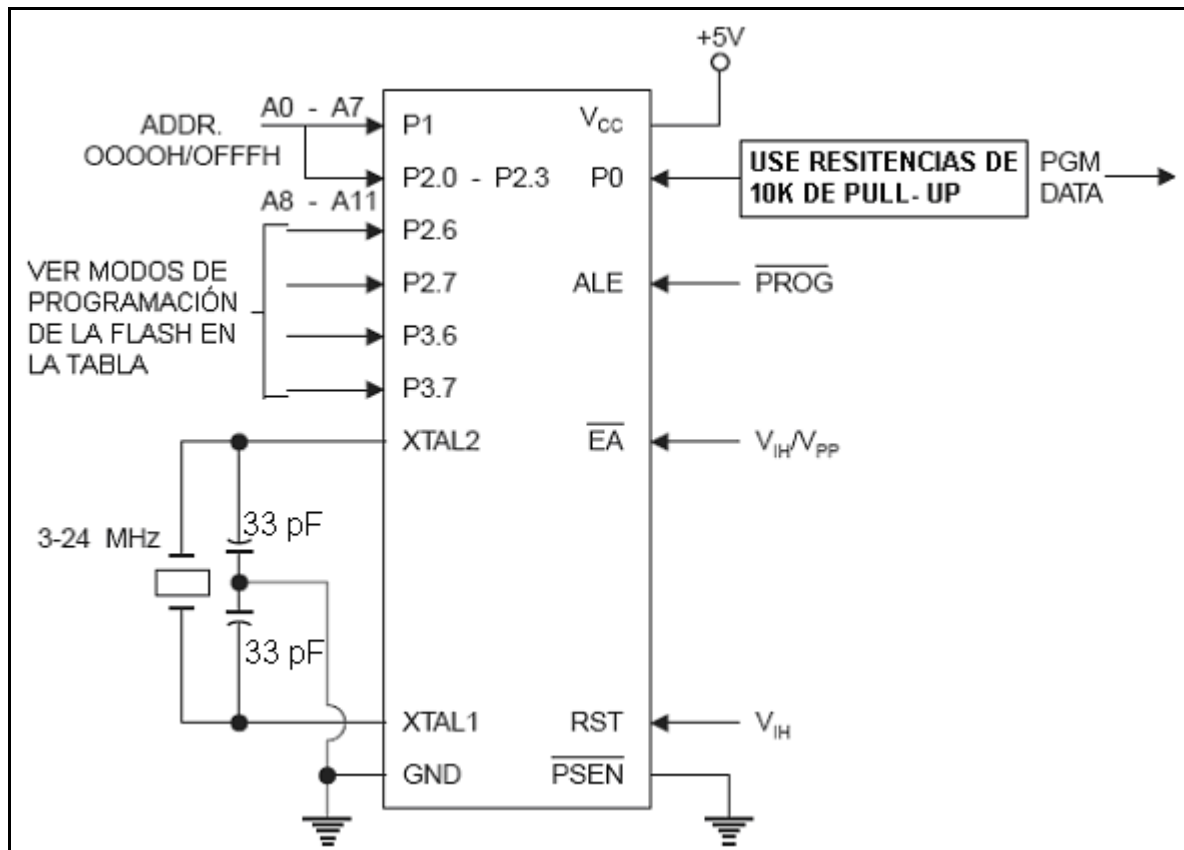 +5V
A0 - A7
ADDR.
OOOOH/OFFFH
P1
VCC
P2.0 - P2.3
P0
USE RESITENCIAS DE
10K DE PULL- UP
PGM
DATA
A8 - A11
P2.6
VER MODOS DE
PROGRAMACIÓN
DE LA FLASH EN
LA TABLA
P2.7
ALE
PROG
P3.6
P3.7
XTAL2
EA
VIH/VPP
33 pF
3-24 MHz
33 pF
XTAL1
RST
VIH
GND
PSEN